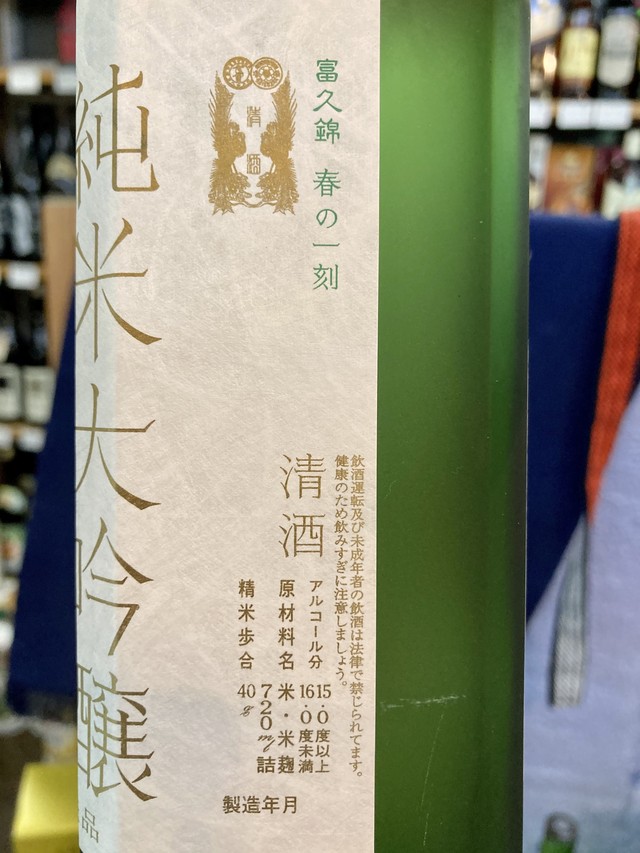 富久錦 春の一刻
清酒
純米大吟醸
品
飲酒運転及び未成年者の飲酒は法律で禁じられてます。
健康のため飲みすぎに注意しましょう。
清酒
アルコール分 15.0度以上
16.0度未満
原材料名 米・米麹
720ml詰
精米歩合 40%
製造年月